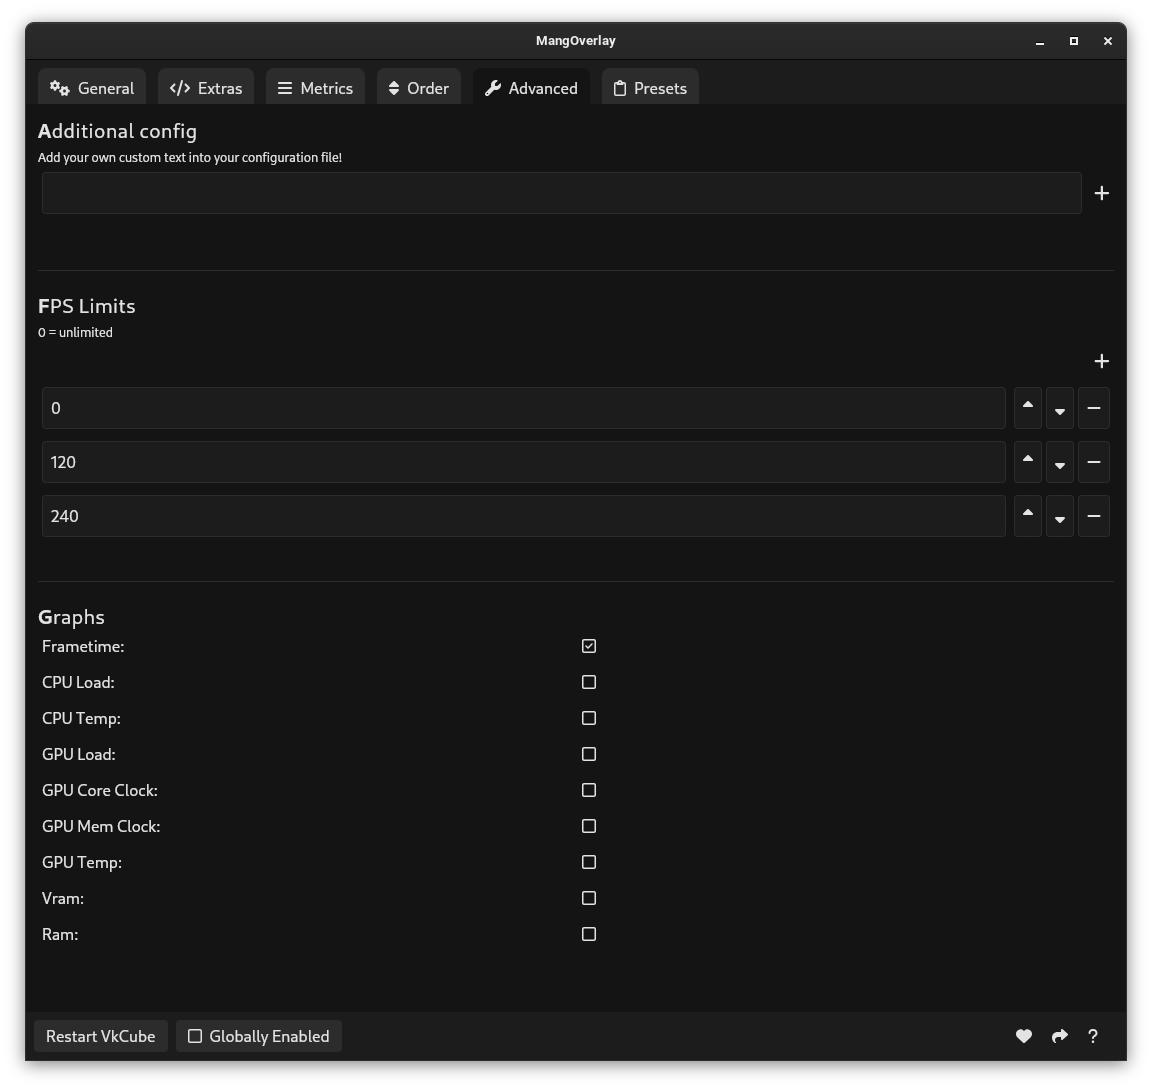 MangOverlay
General Extras Metrics Order Advanced Presets
Additional config
Add your own custom text into your configuration file!
FPS Limits
0 = unlimited
0
120
240
Graphs
Frametime:
CPU Load:
CPU Temp:
GPU Load:
GPU Core Clock:
GPU Mem Clock:
GPU Temp:
Vram:
Ram:
Restart VkCube Globally Enabled ?